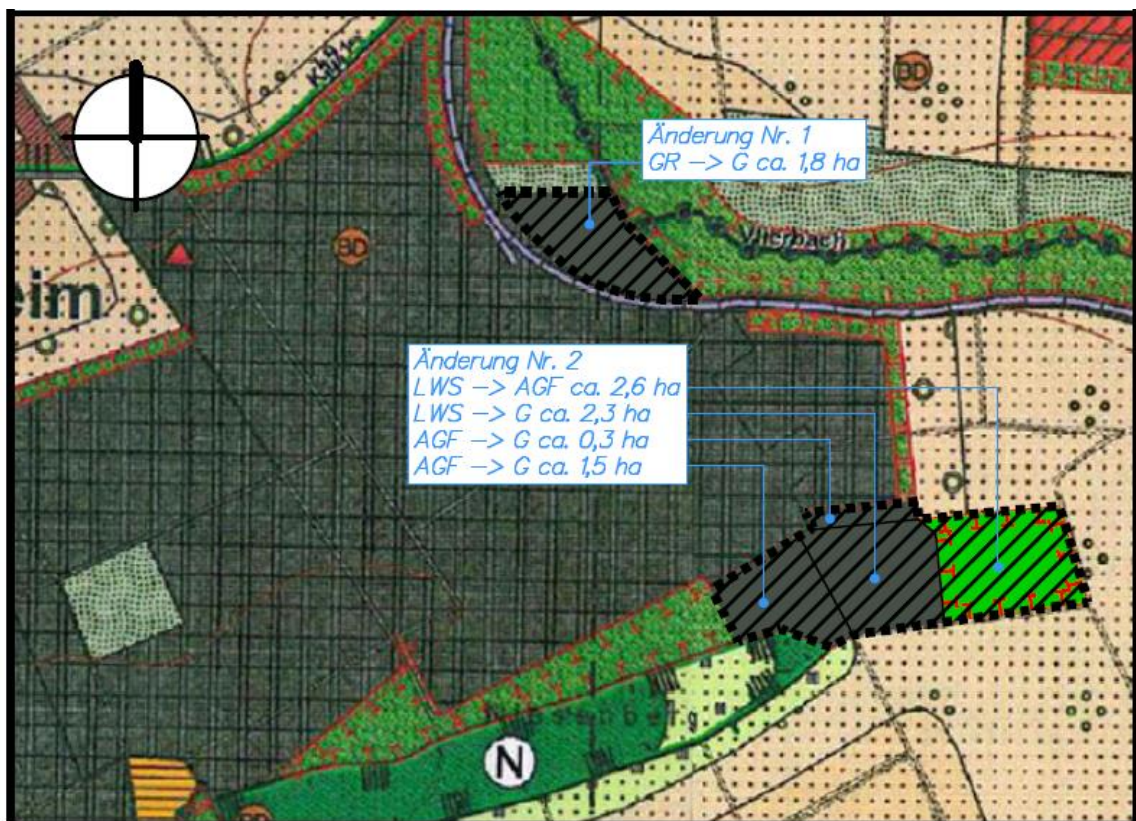 BD
Änderung Nr. 1
GR -> G ca. 1,8 ha
BD
eim
Änderung Nr. 2
LWS -> AGF ca. 2,6 ha
LWS -> G ca. 2,3 ha
AGF -> G ca. 0,3 ha
AGF -> G ca. 1,5 ha
N